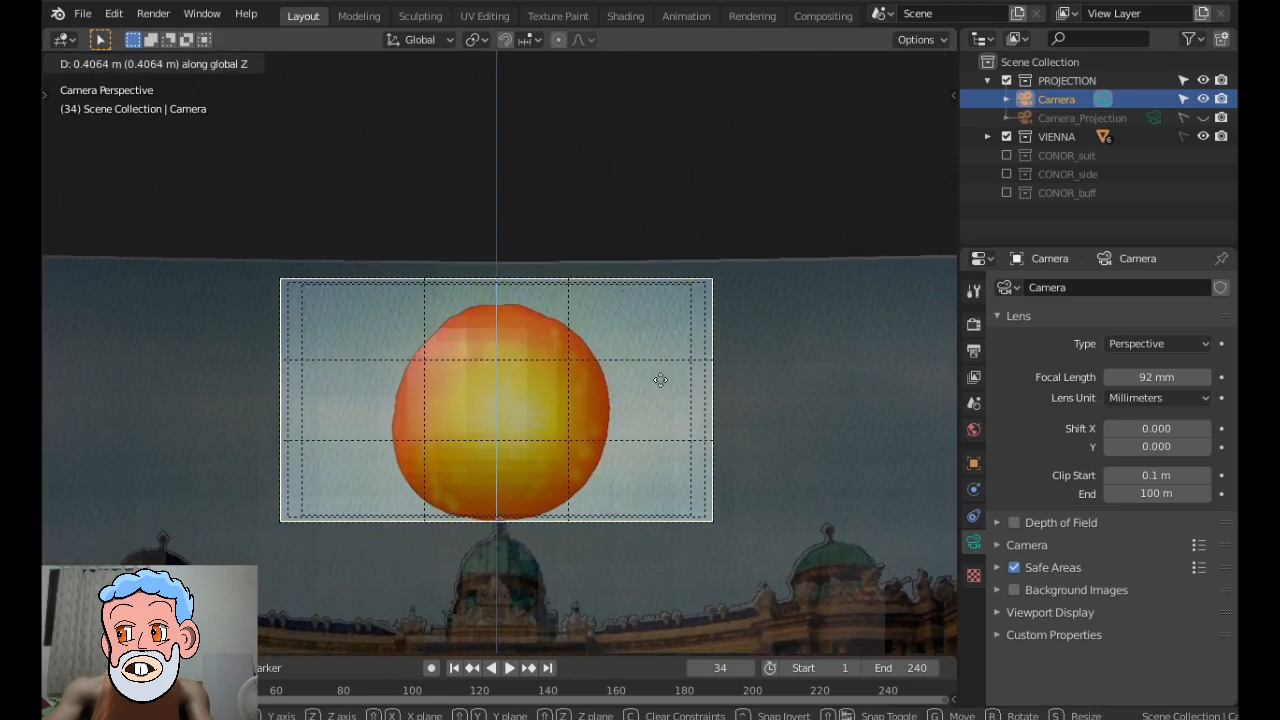 File Edit Render Window Help Layout Modeling Sculpting UV Editing Texture Paint Shading Animation Rendering Compositing Scene View Layer
Global Options
D: 0.4064 m (0.4064 m) along global Z
Camera Perspective
(34) Scene Collection | Camera
Scene Collection
PROJECTION
Camera
Camera_Projection
VIENNA 6
CONOR_suit
CONOR_side
CONOR_buff
Camera Camera
Camera
Lens
Type Perspective
Focal Length 92 mm
Lens Unit Millimeters
Shift X 0.000
Y 0.000
Clip Start 0.1 m
End 100 m
Depth of Field
Camera
Safe Areas
Background Images
Viewport Display
Custom Properties
arker 34 Start 1 End 240
60 80 100 120 140 160 180 200 220 240
Y axis Z Z axis X X plane Y Y plane Z Z plane C Clear Constraints Snap Invert Snap Toggle G Move R Rotate S Resize Scene Collection | C